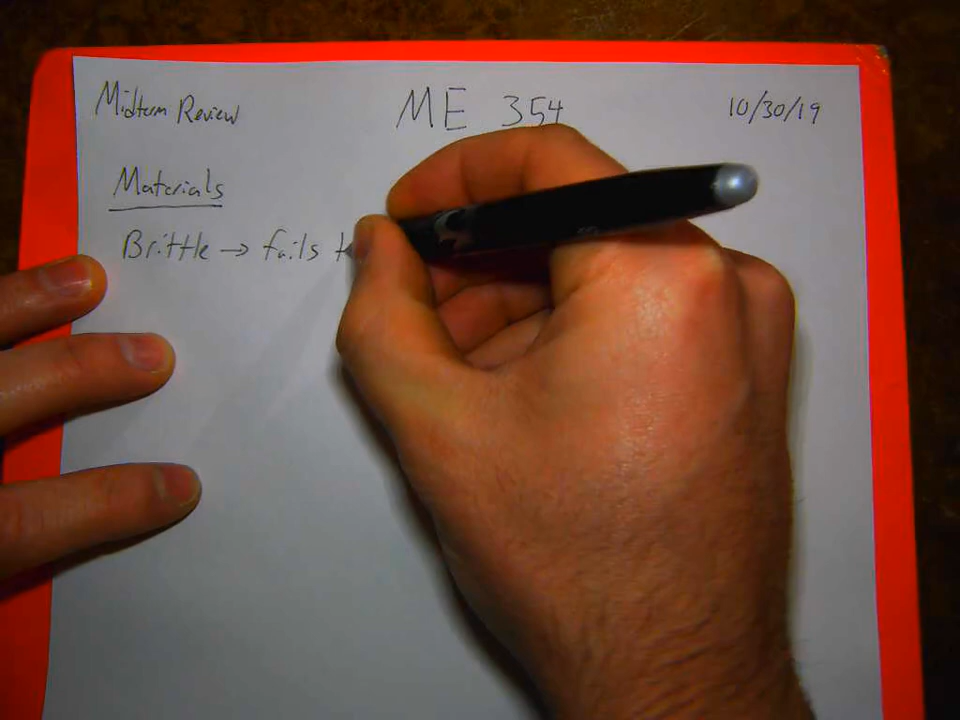 Midterm Review ME 354 10/30/19
Materials
Brittle → fails